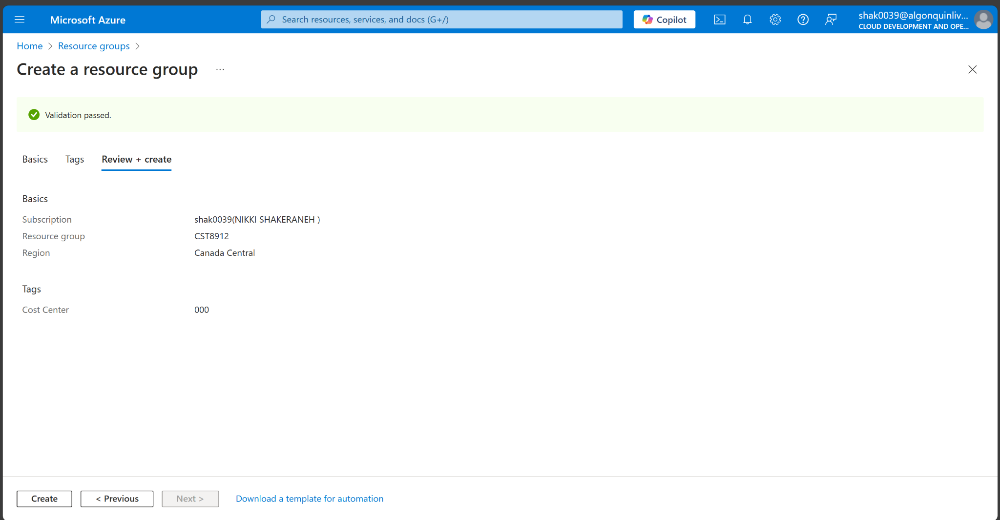 Microsoft Azure
Search resources, services, and docs (G+/)
Copilot
shak0039@algonquinliv...
CLOUD DEVELOPMENT AND OPE...
Home > Resource groups >
Create a resource group ...
Validation passed.
Basics Tags Review + create
Basics
Subscription shak0039(NIKKI SHAKERANEH )
Resource group CST8912
Region Canada Central
Tags
Cost Center 000
Create < Previous Next > Download a template for automation